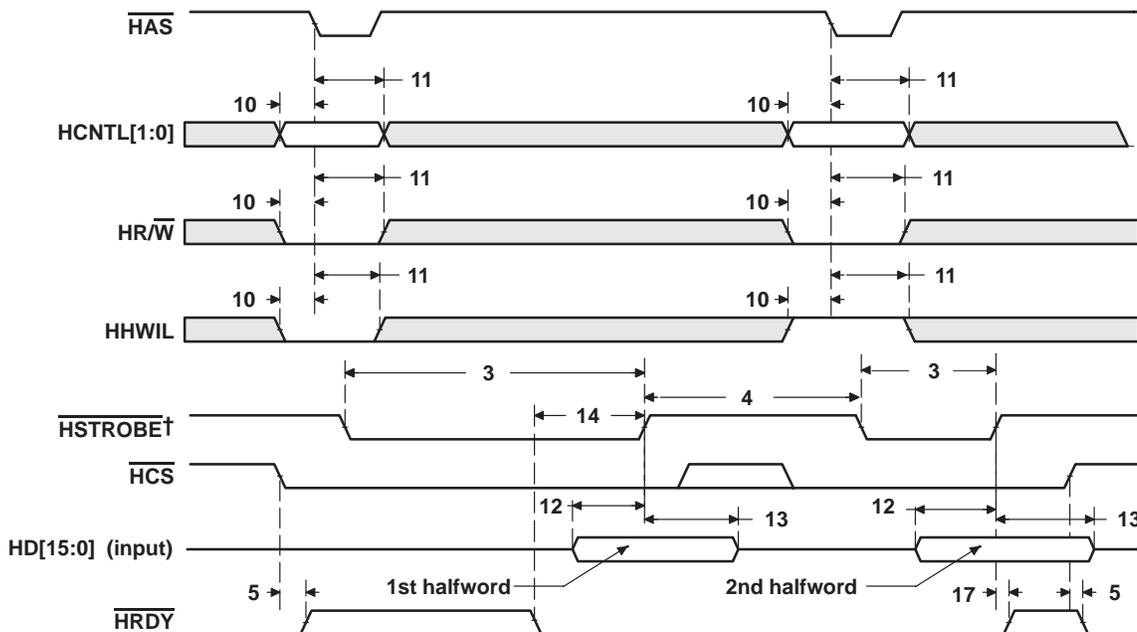 HAS
11 11
10 10
HCNTL[1:0]
11 11
10 10
HR/W
11 11
10 10
HHWIL
3 3
4
14
HSTROBE†
HCS
12 12
13 13
HD[15:0] (input)
1st halfword 2nd halfword
5 17 5
HRDY